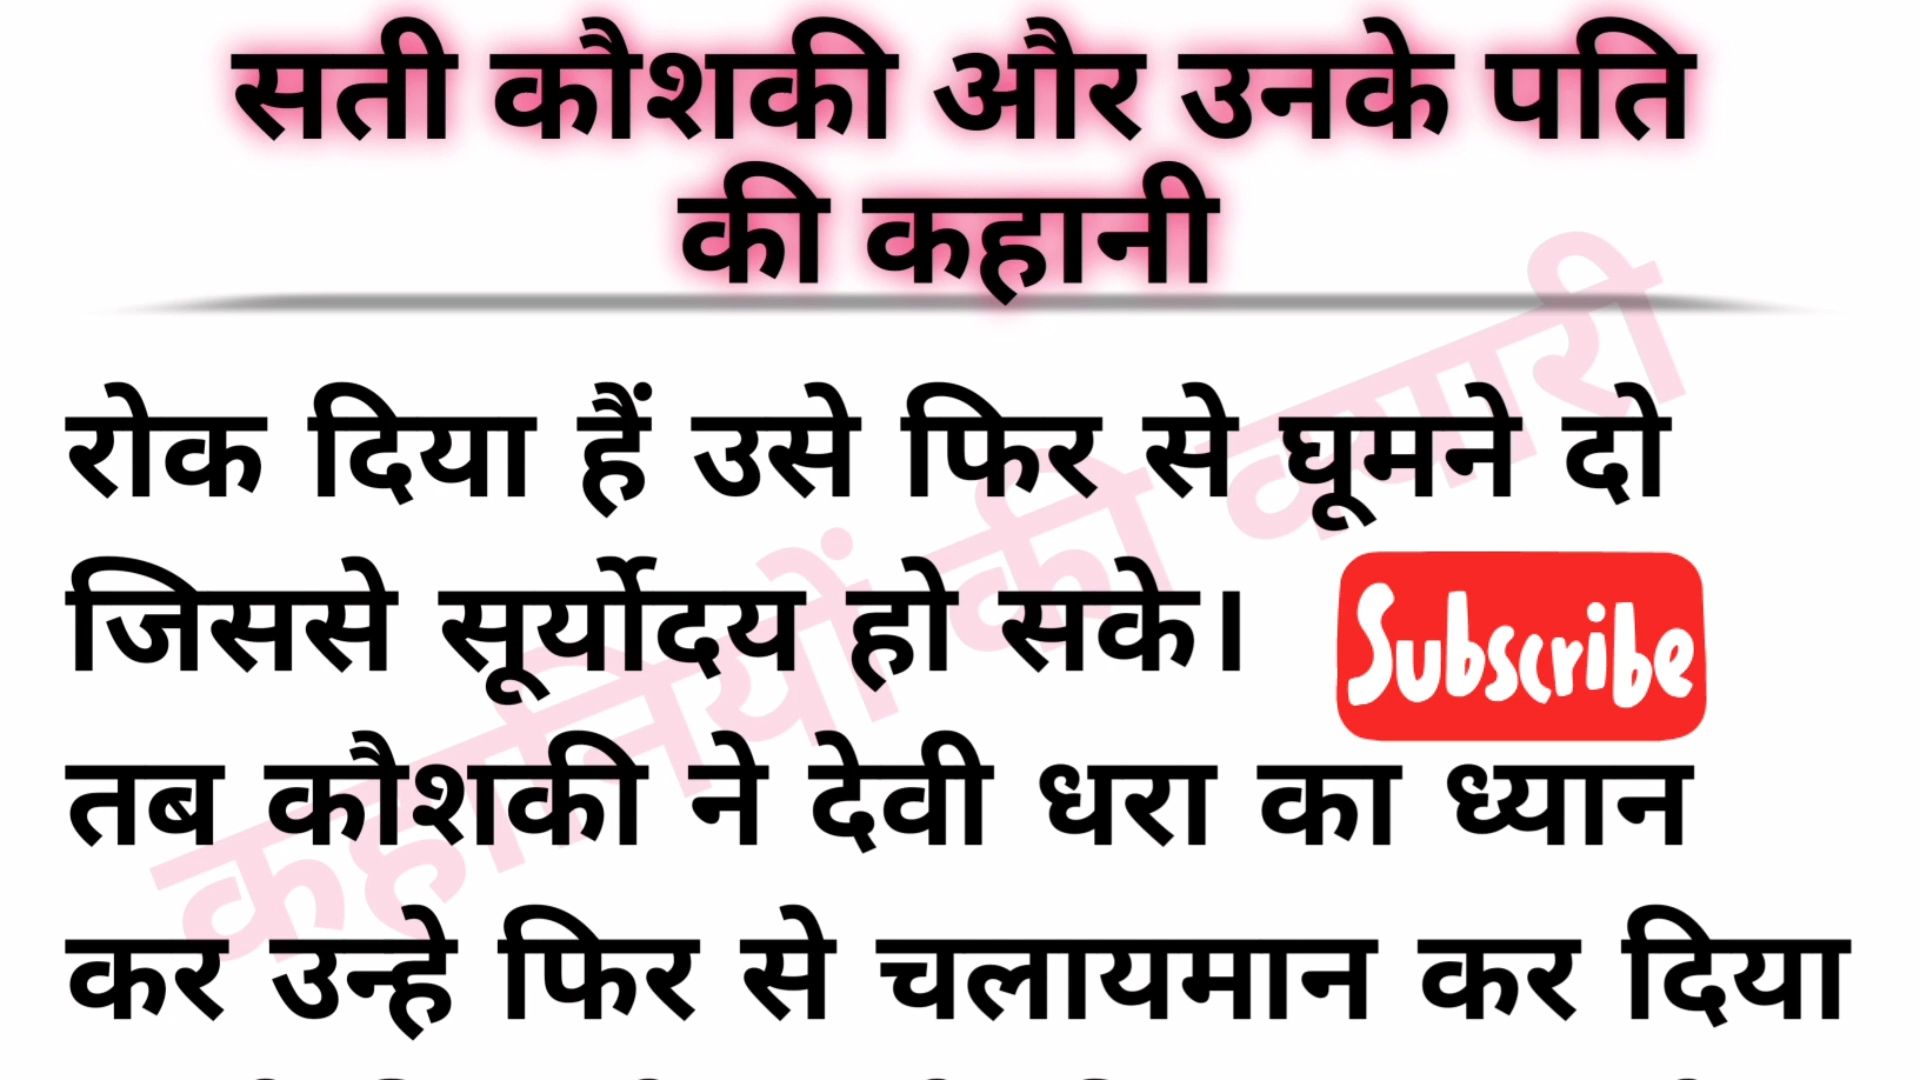 सती कौशकी और उनके पति
की कहानी
रोक दिया हैं उसे फिर से घूमने दो
जिससे सूर्योदय हो सके।
Subscribe
तब कौशकी ने देवी धरा का ध्यान
कर उन्हे फिर से चलायमान कर दिया
कहानियों की क्यारी